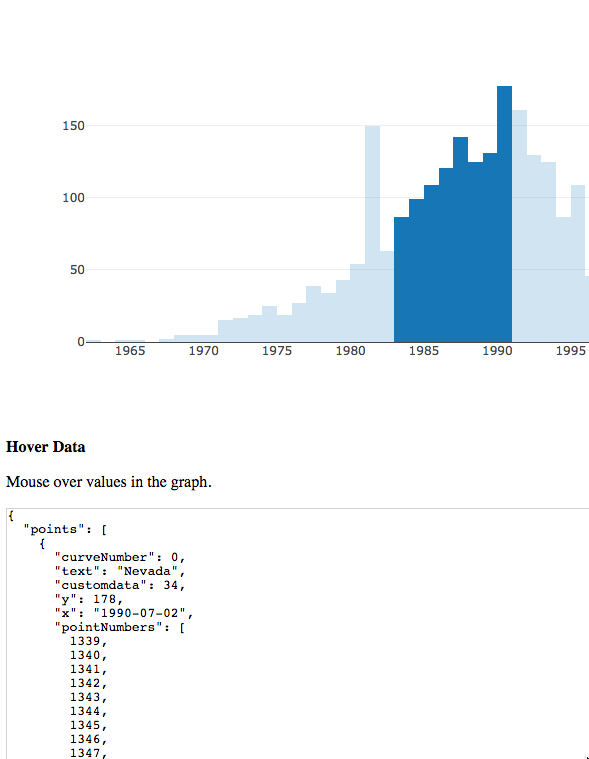 150
100
50
0
1965 1970 1975 1980 1985 1990 1995
Hover Data
Mouse over values in the graph.
{
"points": [
{
"curveNumber": 0,
"text": "Nevada",
"customdata": 34,
"y": 178,
"x": "1990-07-02",
"pointNumbers": [
1339,
1340,
1341,
1342,
1343,
1344,
1345,
1346,
1347,